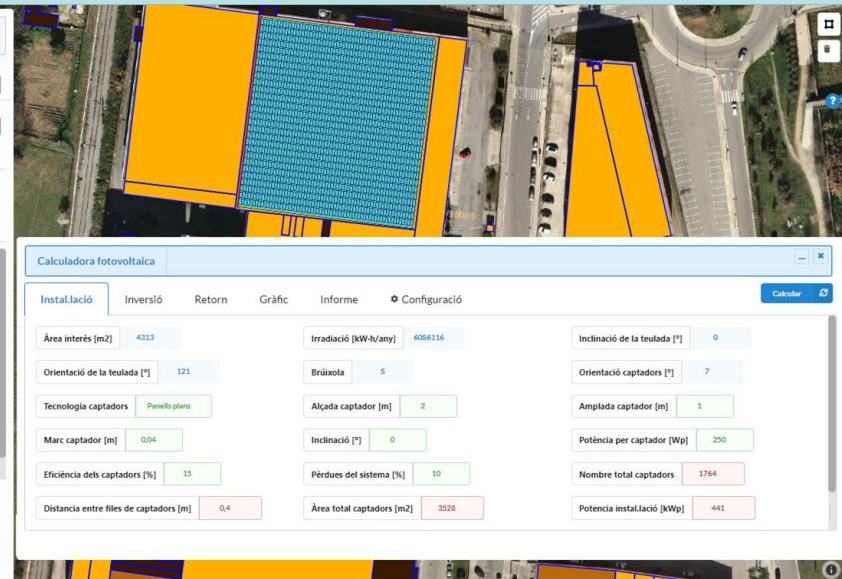 Calculadora fotovoltaica
Instal.lació Inversió Retorn Gràfic Informe Configuració Calcular
Àrea interès [m2] 4313 Irradiació [kW·h/any] 6086116 Inclinació de la teulada [º] 0
Orientació de la teulada [º] 121 Brúixola S Orientació captadors [º] 7
Tecnologia captadors Panells plans Alçada captador [m] 2 Amplada captador [m] 1
Marc captador [m] 0,04 Inclinació [º] 0 Potència per captador [Wp] 250
Eficiència dels captadors [%] 15 Pèrdues del sistema [%] 10 Nombre total captadors 1764
Distancia entre files de captadors [m] 0,4 Àrea total captadors [m2] 3528 Potencia instal.lació [kWp] 441